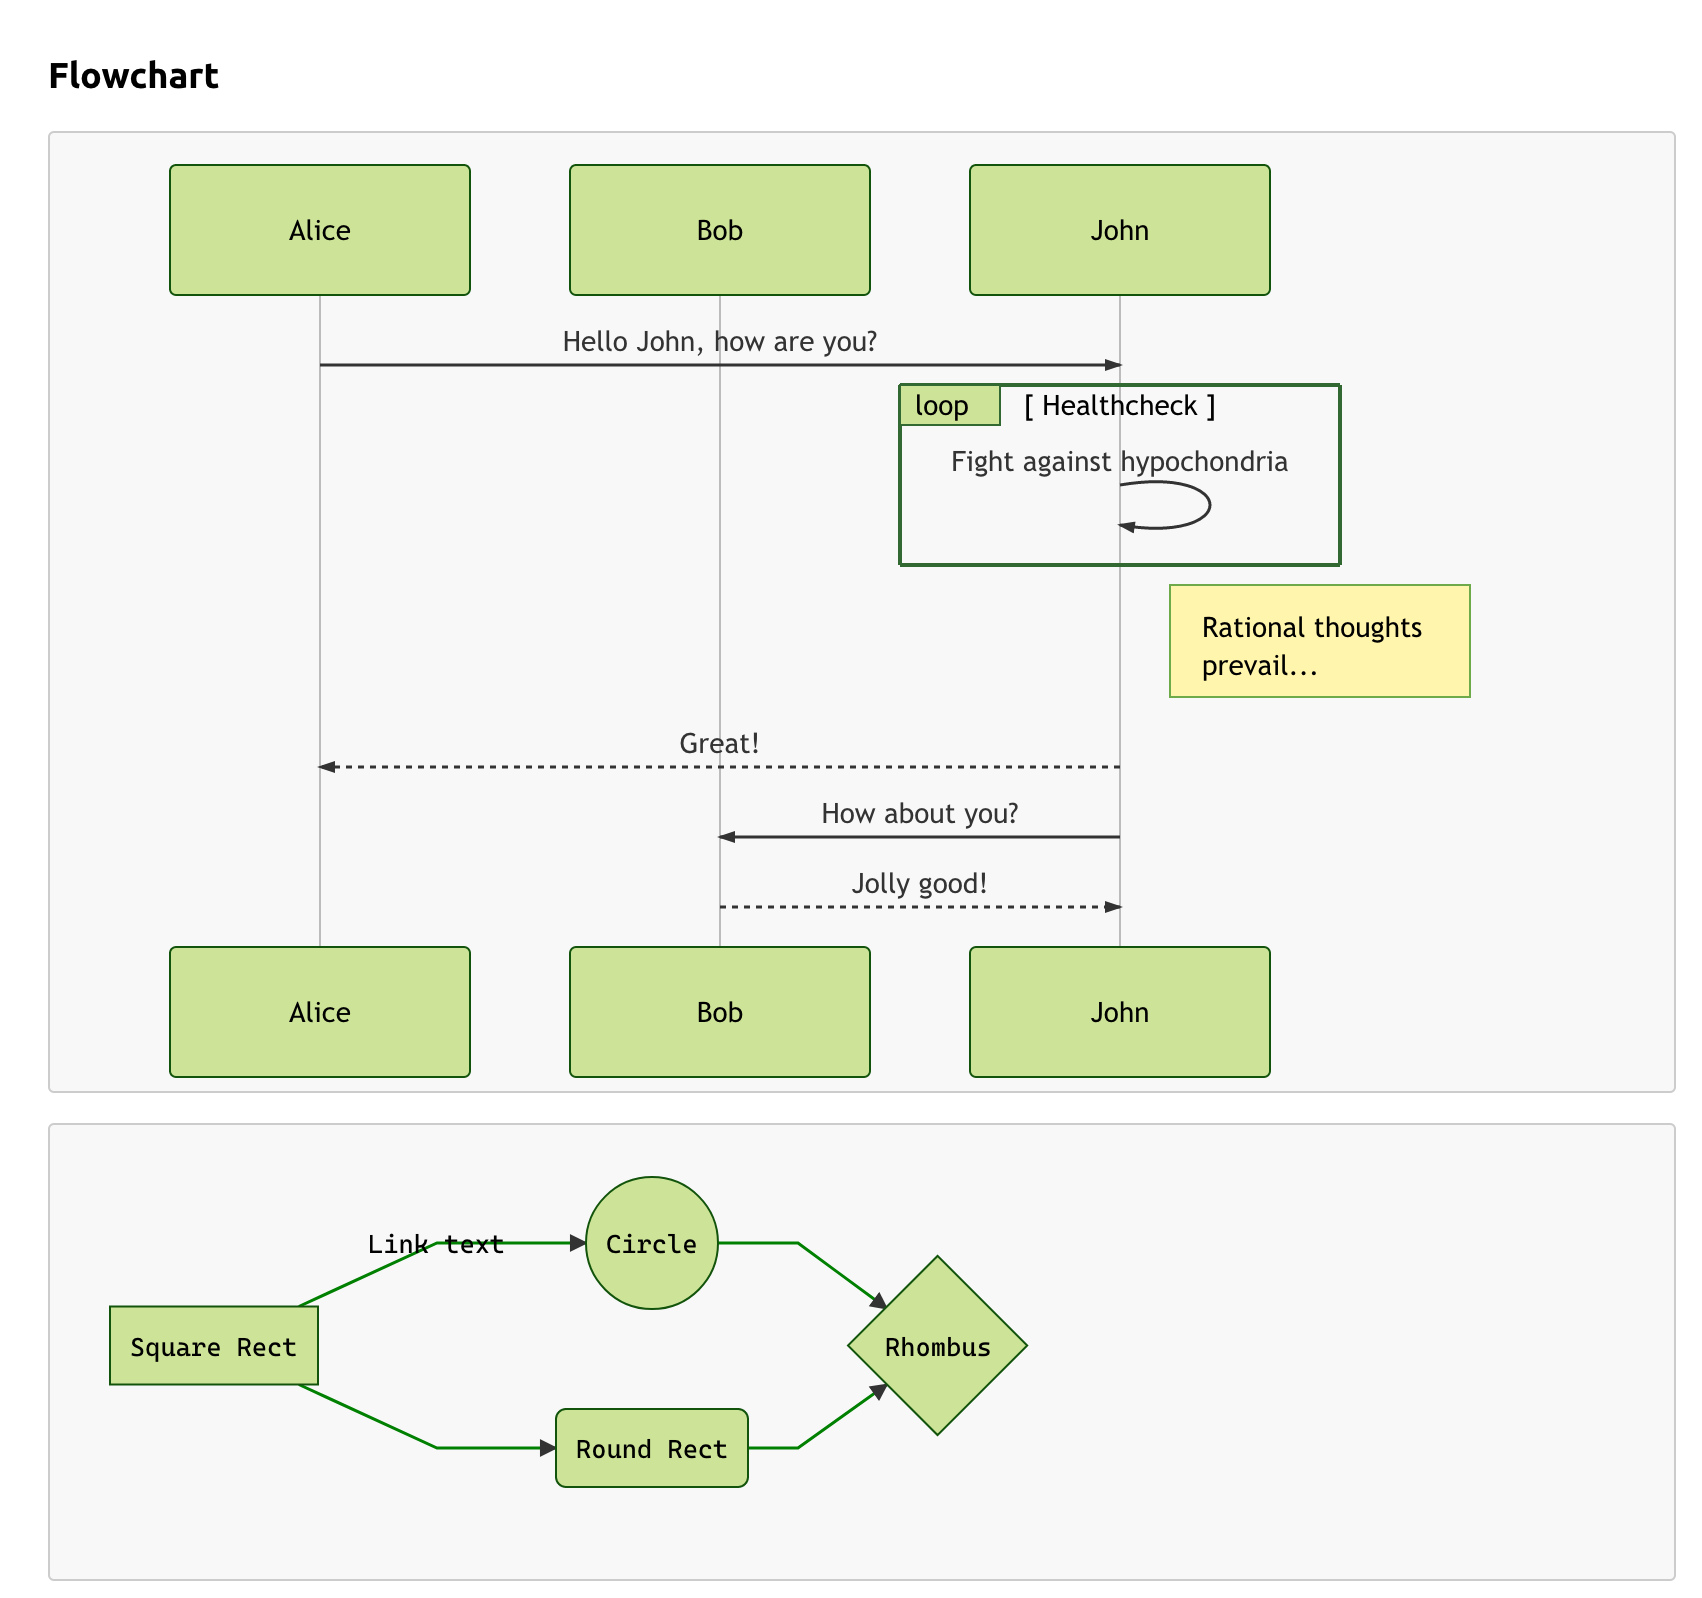 Flowchart
Alice
Bob
John
Hello John, how are you?
loop
[ Healthcheck ]
Fight against hypochondria
Rational thoughts
prevail...
Great!
How about you?
Jolly good!
Alice
Bob
John
Link text
Circle
Square Rect
Rhombus
Round Rect